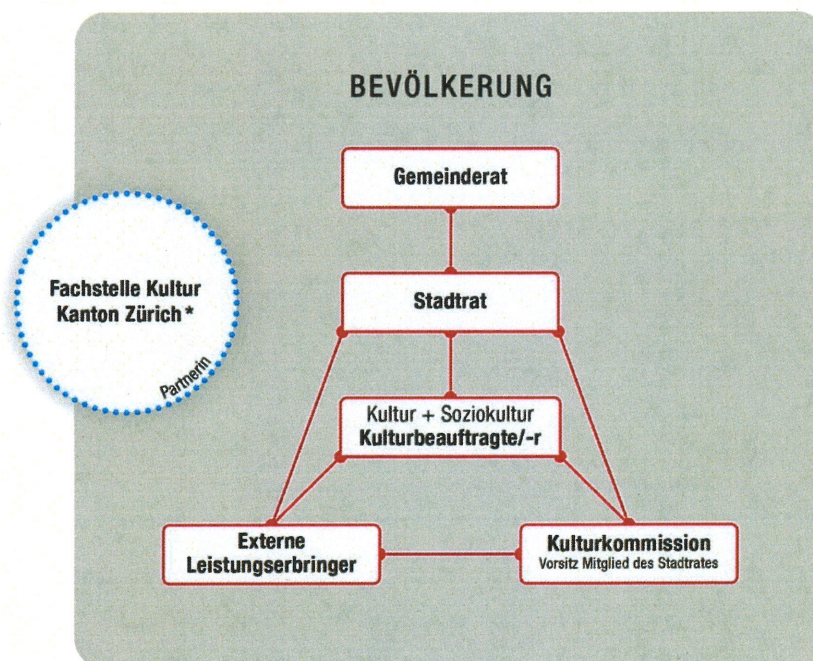 BEVÖLKERUNG
Gemeinderat
Fachstelle Kultur
Kanton Zürich*
Partnerin
Stadtrat
Kultur + Soziokultur
Kulturbeauftragte/-r
Externe
Leistungserbringer
Kulturkommission
Vorsitz Mitglied des Stadtrates